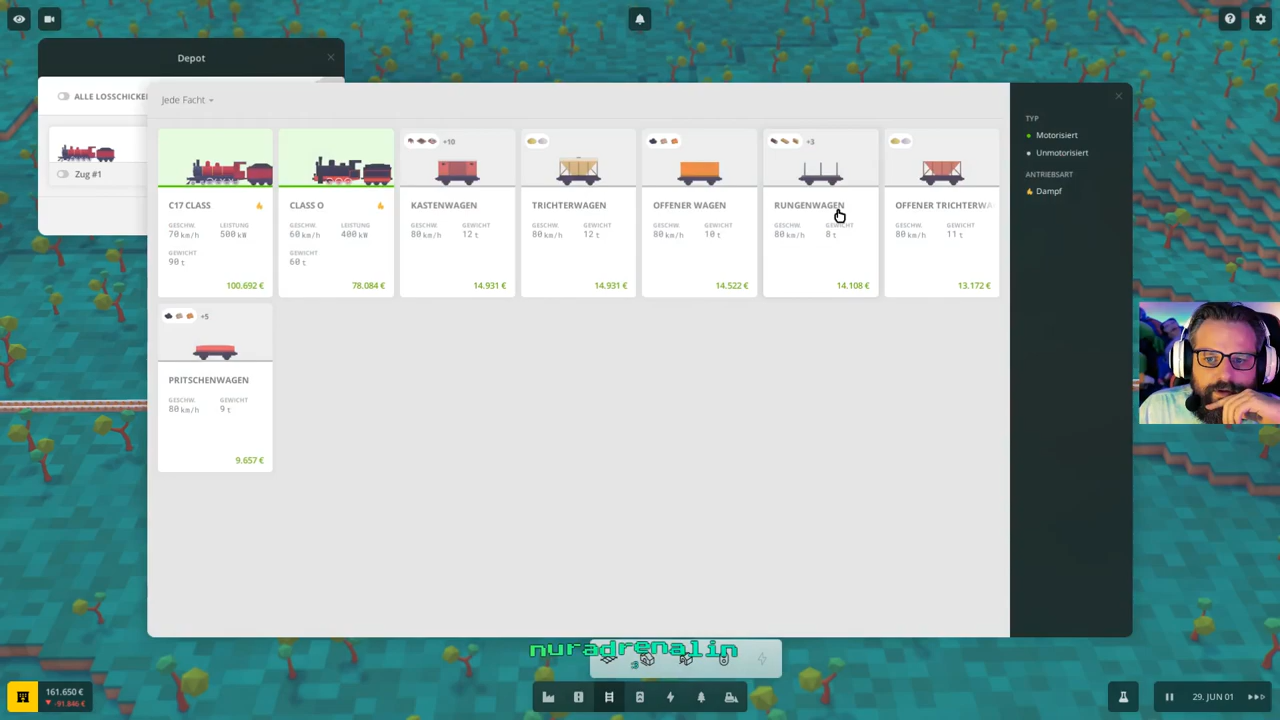 Depot
ALLE LOSSCHICKE
Zug #1
Jede Facht
C17 CLASS
GESCHW.
LEISTUNG
70 km/h
500 kW
GEWICHT
90 t
100.692 €
CLASS O
GESCHW.
LEISTUNG
60 km/h
400 kW
GEWICHT
60 t
78.084 €
+10
KASTENWAGEN
GESCHW.
GEWICHT
80 km/h
12 t
14.931 €
TRICHTERWAGEN
GESCHW.
GEWICHT
80 km/h
12 t
14.931 €
OFFENER WAGEN
GESCHW.
GEWICHT
80 km/h
10 t
14.522 €
+3
RUNGENWAGEN
GESCHW.
GEWICHT
80 km/h
8 t
14.108 €
OFFENER TRICHTERWA
GESCHW.
GEWICHT
80 km/h
11 t
13.172 €
+5
PRITSCHENWAGEN
GESCHW.
GEWICHT
80 km/h
9 t
9.657 €
TYP
Motorisiert
Unmotorisiert
ANTRIEBSART
Dampf
nuradrenalin
161.650 €
-91.846 €
29. JUN 01